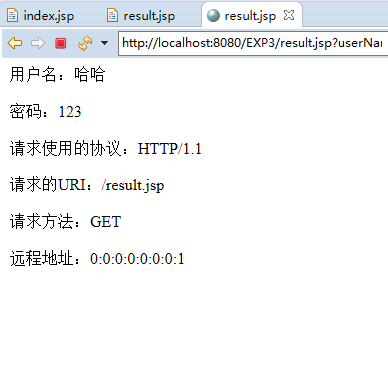 index.jsp result.jsp result.jsp
http://localhost:8080/EXP3/result.jsp?userNa
用户名：哈哈
密码：123
请求使用的协议：HTTP/1.1
请求的URI：/result.jsp
请求方法：GET
远程地址：0:0:0:0:0:0:0:1